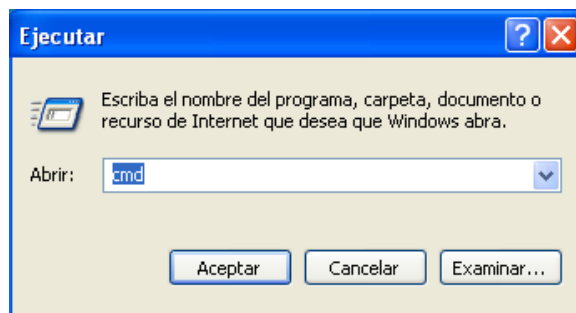 Ejecutar
Escriba el nombre del programa, carpeta, documento o
recurso de Internet que desea que Windows abra.
Abrir: cmd
Aceptar Cancelar Examinar...